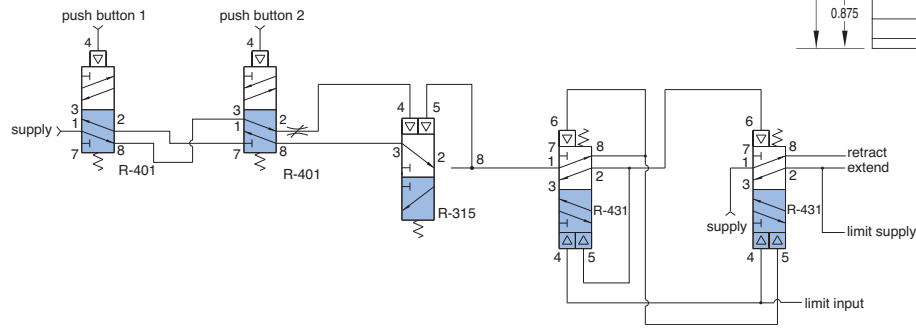 push button 1
push button 2
0.875
4
4
6
6
4
5
3
2
3
2
7
8
7
8
supply
1
1
8
1
1
retract
7
8
7
8
3
2
2
3
2
extend
R-401
R-401
3
R-431
R-431
supply
limit supply
R-315
4
5
4
5
limit input